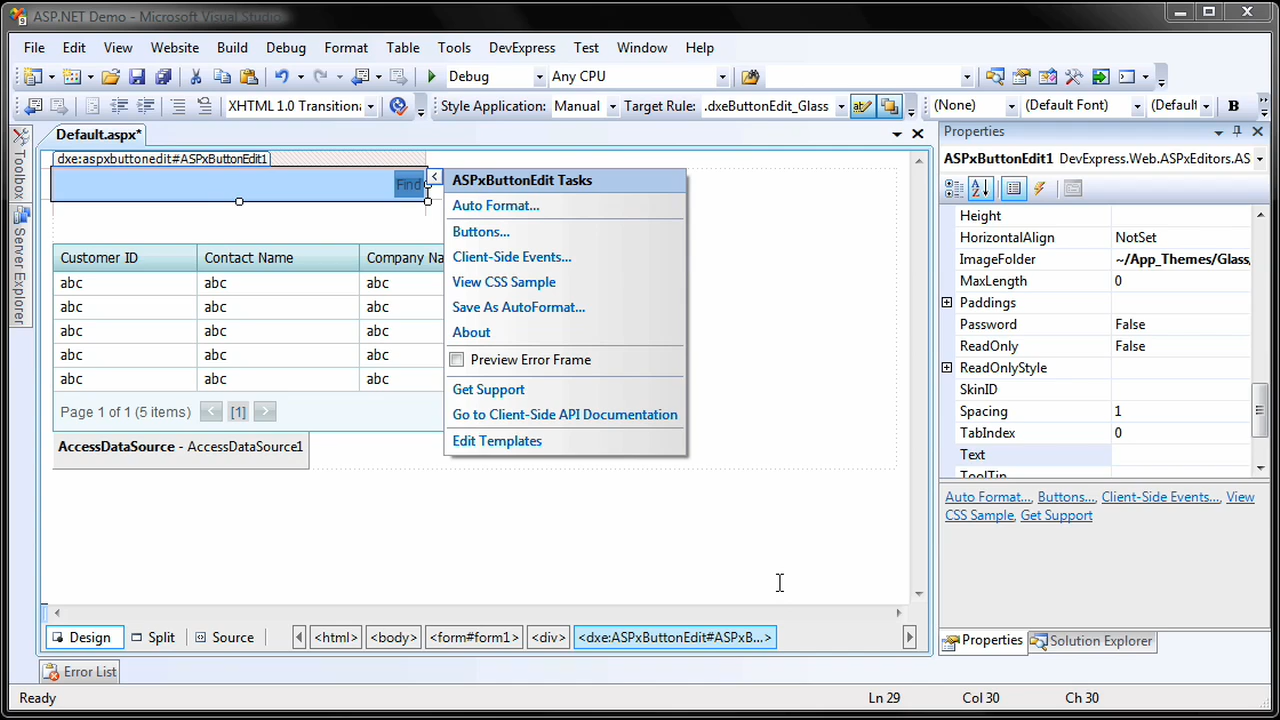 ASP.NET Demo - Microsoft Visual Studio
File Edit View Website Build Debug Format Table Tools DevExpress Test Window Help
Debug Any CPU
XHTML 1.0 Transition Style Application: Manual Target Rule: .dxeButtonEdit_Glass (None) (Default Font) (Default B
Toolbox
Server Explorer
Default.aspx*
dxe:aspxbuttonedit#ASPxButtonEdit1
Find
ASPxButtonEdit Tasks
Auto Format...
Buttons...
Client-Side Events...
View CSS Sample
Save As AutoFormat...
About
Preview Error Frame
Get Support
Go to Client-Side API Documentation
Edit Templates
Customer ID Contact Name Company Na
abc abc abc
abc abc abc
abc abc abc
abc abc abc
abc abc abc
Page 1 of 1 (5 items) < [1] >
AccessDataSource - AccessDataSource1
Design Split Source <html> <body> <form#form1> <div> <dxe:ASPxButtonEdit#ASPxB...>
Properties
ASPxButtonEdit1 DevExpress.Web.ASPxEditors.AS
Height
HorizontalAlign NotSet
ImageFolder ~/App_Themes/Glass/
MaxLength 0
Paddings
Password False
ReadOnly False
ReadOnlyStyle
SkinID
Spacing 1
TabIndex 0
Text
ToolTip
Auto Format..., Buttons..., Client-Side Events..., View
CSS Sample, Get Support
Properties Solution Explorer
Error List
Ready Ln 29 Col 30 Ch 30